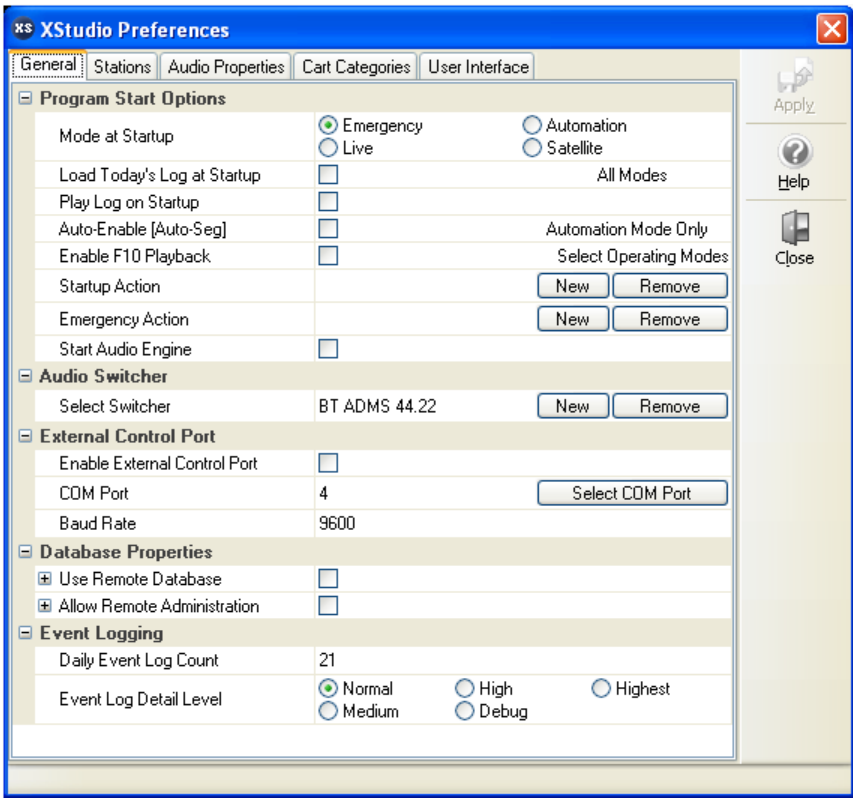 XS XStudio Preferences
General Stations Audio Properties Cart Categories User Interface
Apply
Help
Close
Program Start Options
Mode at Startup Emergency Automation
Live Satellite
Load Today's Log at Startup All Modes
Play Log on Startup
Auto-Enable [Auto-Seg] Automation Mode Only
Enable F10 Playback Select Operating Modes
Startup Action New Remove
Emergency Action New Remove
Start Audio Engine
Audio Switcher
Select Switcher BT ADMS 44.22 New Remove
External Control Port
Enable External Control Port
COM Port 4 Select COM Port
Baud Rate 9600
Database Properties
Use Remote Database
Allow Remote Administration
Event Logging
Daily Event Log Count 21
Event Log Detail Level Normal High Highest
Medium Debug